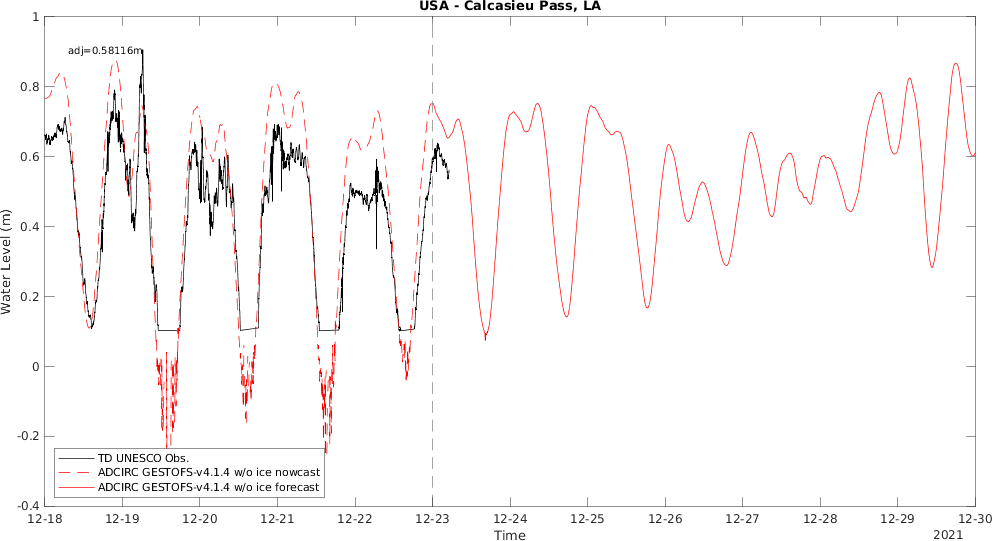 USA - Calcasieu Pass, LA
adj=0.58116m
Water Level (m)
1
0.8
0.6
0.4
0.2
0
-0.2
-0.4
TD UNESCO Obs.
ADCIRC GESTOFS-v4.1.4 w/o ice nowcast
ADCIRC GESTOFS-v4.1.4 w/o ice forecast
12-18 12-19 12-20 12-21 12-22 12-23 12-24 12-25 12-26 12-27 12-28 12-29 12-30
Time
2021